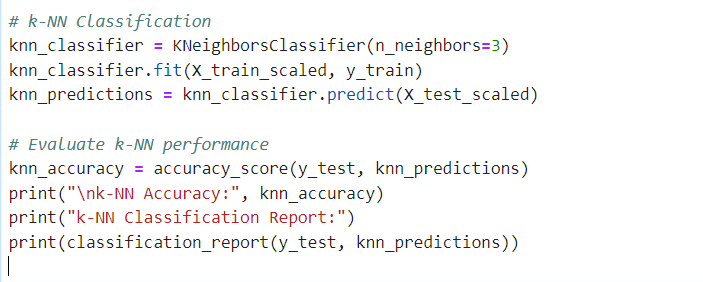 # k-NN Classification
knn_classifier = KNeighborsClassifier(n_neighbors=3)
knn_classifier.fit(X_train_scaled, y_train)
knn_predictions = knn_classifier.predict(X_test_scaled)

# Evaluate k-NN performance
knn_accuracy = accuracy_score(y_test, knn_predictions)
print("\nk-NN Accuracy:", knn_accuracy)
print("k-NN Classification Report:")
print(classification_report(y_test, knn_predictions))